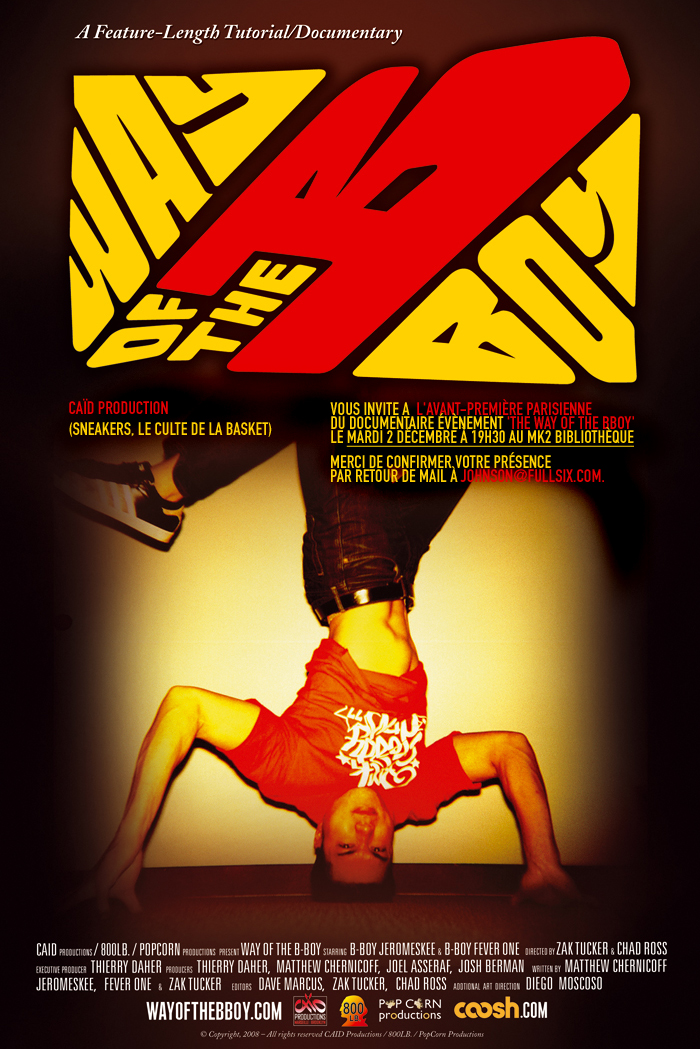 A Feature-Length Tutorial/Documentary
WAY
OF THE
B
BOY
CAÏD PRODUCTION
(SNEAKERS, LE CULTE DE LA BASKET)
VOUS INVITE A L'AVANT-PREMIÈRE PARISIENNE
DU DOCUMENTAIRE ÉVÈNEMENT 'THE WAY OF THE BBOY'
LE MARDI 2 DÉCEMBRE À 19H30 AU MK2 BIBLIOTHÈQUE
MERCI DE CONFIRMER VOTRE PRÉSENCE
PAR RETOUR DE MAIL À JOHNSON@FULLSIX.COM.
CAID PRODUCTIONS / 800LB. / POPCORN PRODUCTIONS PRESENT WAY OF THE B-BOY STARRING B-BOY JEROMESKEE & B-BOY FEVER ONE DIRECTED BY ZAK TUCKER & CHAD ROSS
EXECUTIVE PRODUCER THIERRY DAHER PRODUCERS THIERRY DAHER, MATTHEW CHERNICOFF, JOEL ASSERAF, JOSH BERMAN WRITTEN BY MATTHEW CHERNICOFF
JEROMESKEE, FEVER ONE & ZAK TUCKER EDITORS DAVE MARCUS, ZAK TUCKER, CHAD ROSS ADDTIONAL ART DIRECTION DIEGO MOSCOSO
WAYOFTHEBBOY.COM CAID PRODUCTIONS 800 LB. POP CORN productions coosh.COM
© Copyright, 2008 – All rights reserved CAID Productions / 800LB. / PopCorn Productions